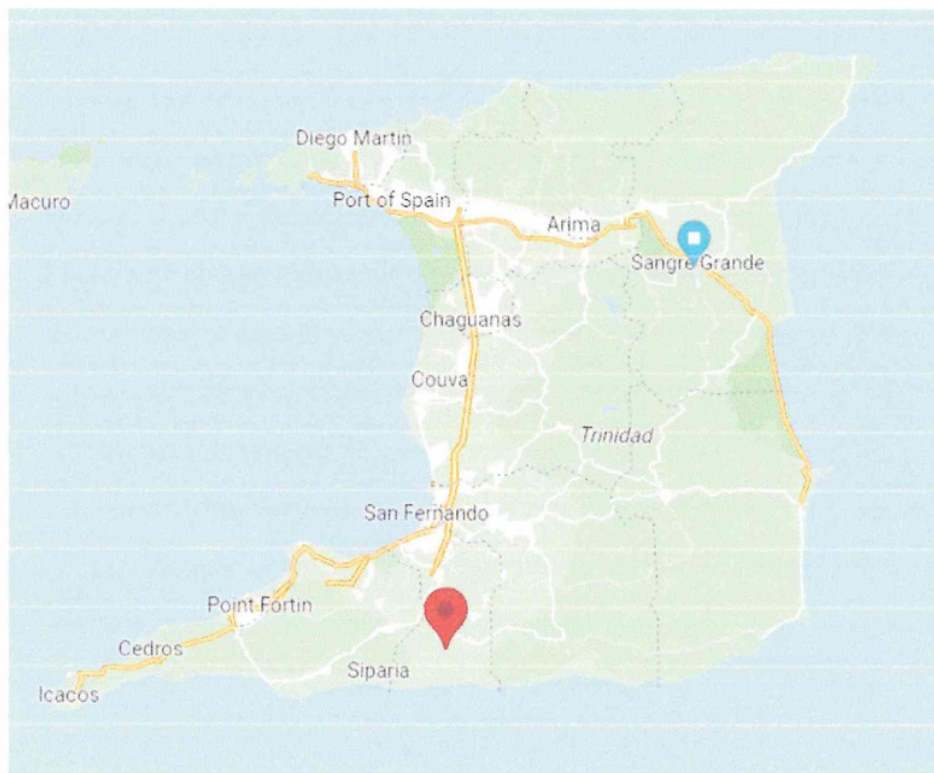 Diego Martin
Macuro
Port of Spain
Arima
Sangre Grande
Chaguanas
Couva
Trinidad
San Fernando
Point Fortin
Cedros
Siparia
Icacos